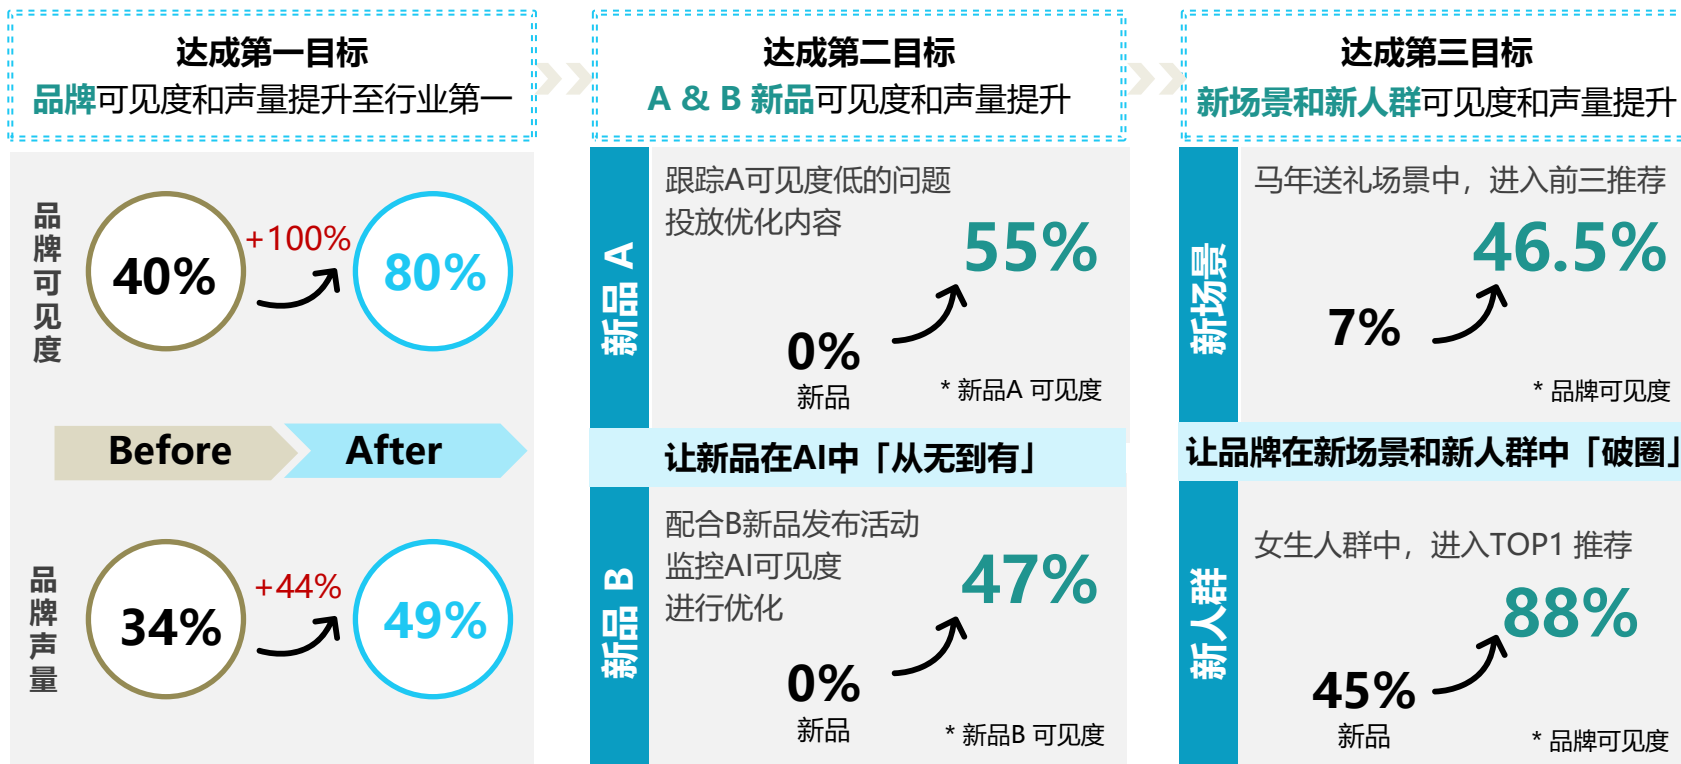 达成第一目标
品牌可见度和声量提升至行业第一
品牌可见度
40%
+100%
80%
Before
After
品牌声量
34%
+44%
49%
达成第二目标
A & B 新品可见度和声量提升
新品 A
跟踪A可见度低的问题
投放优化内容
55%
0%
新品
* 新品A 可见度
让新品在AI中「从无到有」
新品 B
配合B新品发布活动
监控AI可见度
进行优化
47%
0%
新品
* 新品B 可见度
达成第三目标
新场景和新人群可见度和声量提升
新场景
马年送礼场景中，进入前三推荐
46.5%
7%
* 品牌可见度
让品牌在新场景和新人群中「破圈」
新人群
女生人群中，进入TOP1 推荐
88%
45%
新品
* 品牌可见度